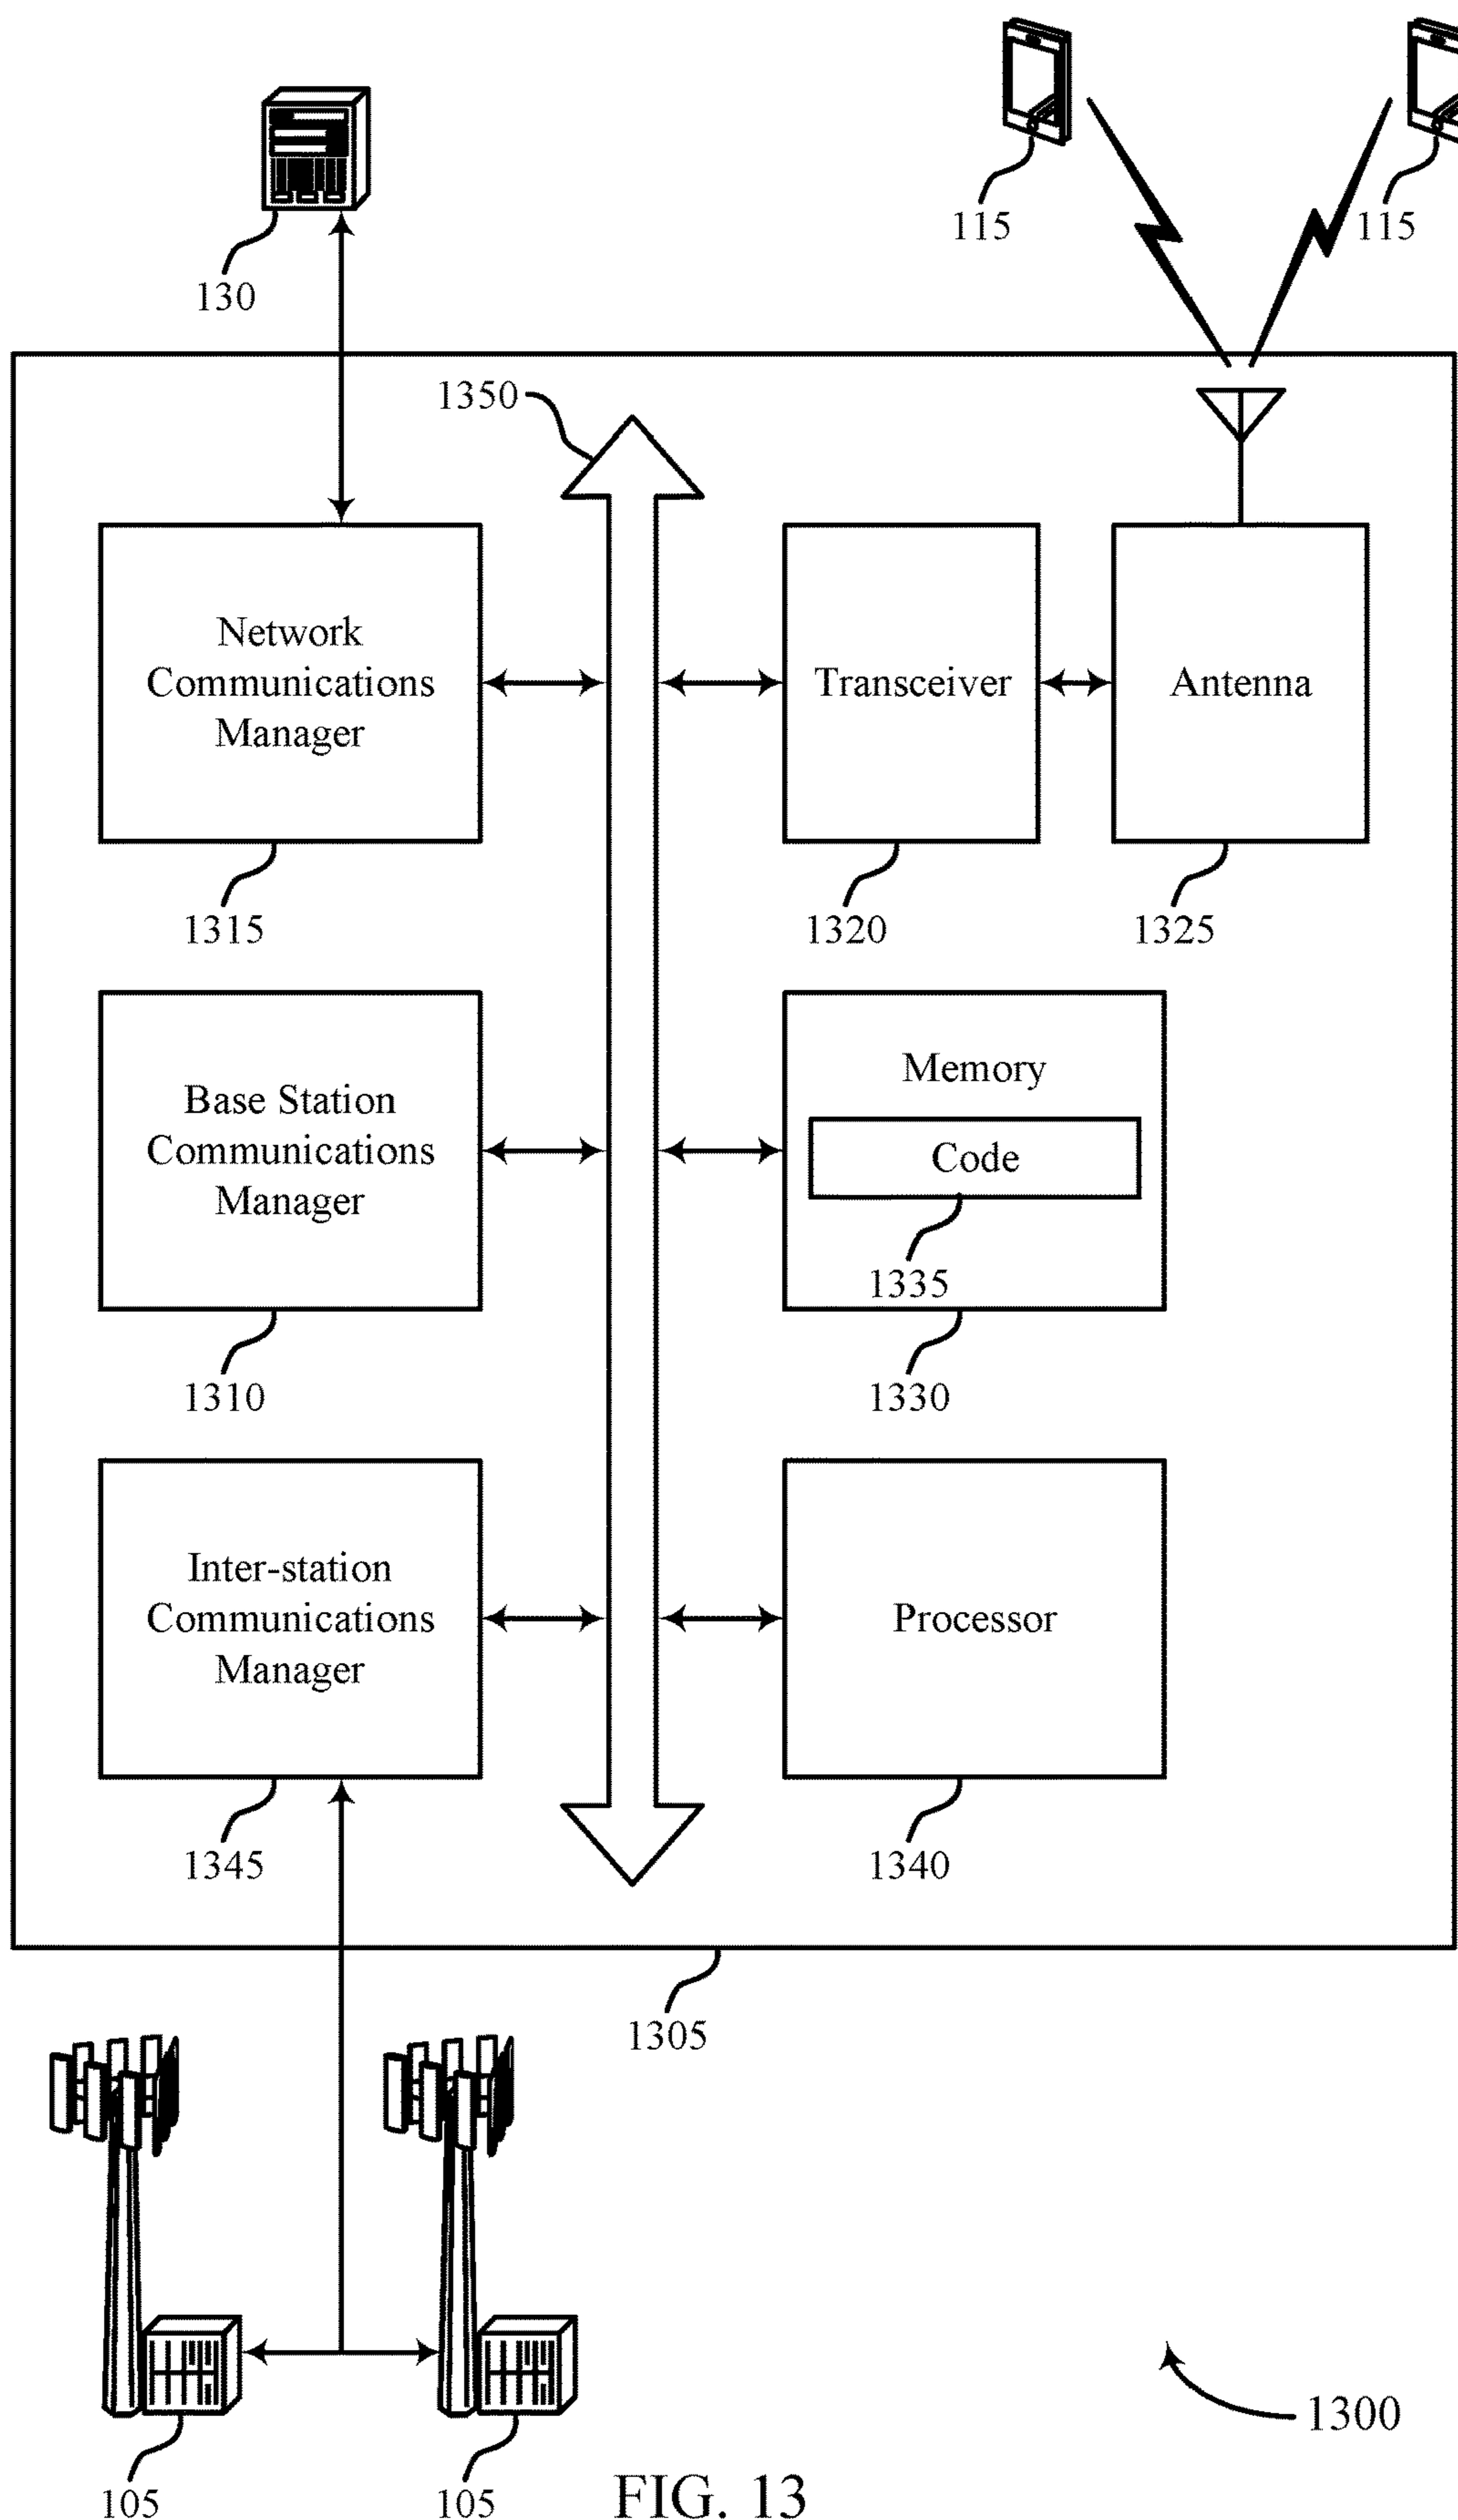 115
115
130
1350
Network
Communications
Manager
Transceiver
Antenna
1315
1320
1325
Base Station
Communications
Manager
Memory
Code
1335
1310
1330
Inter-station
Communications
Manager
Processor
1345
1340
1305
1300
105
105
FIG. 13